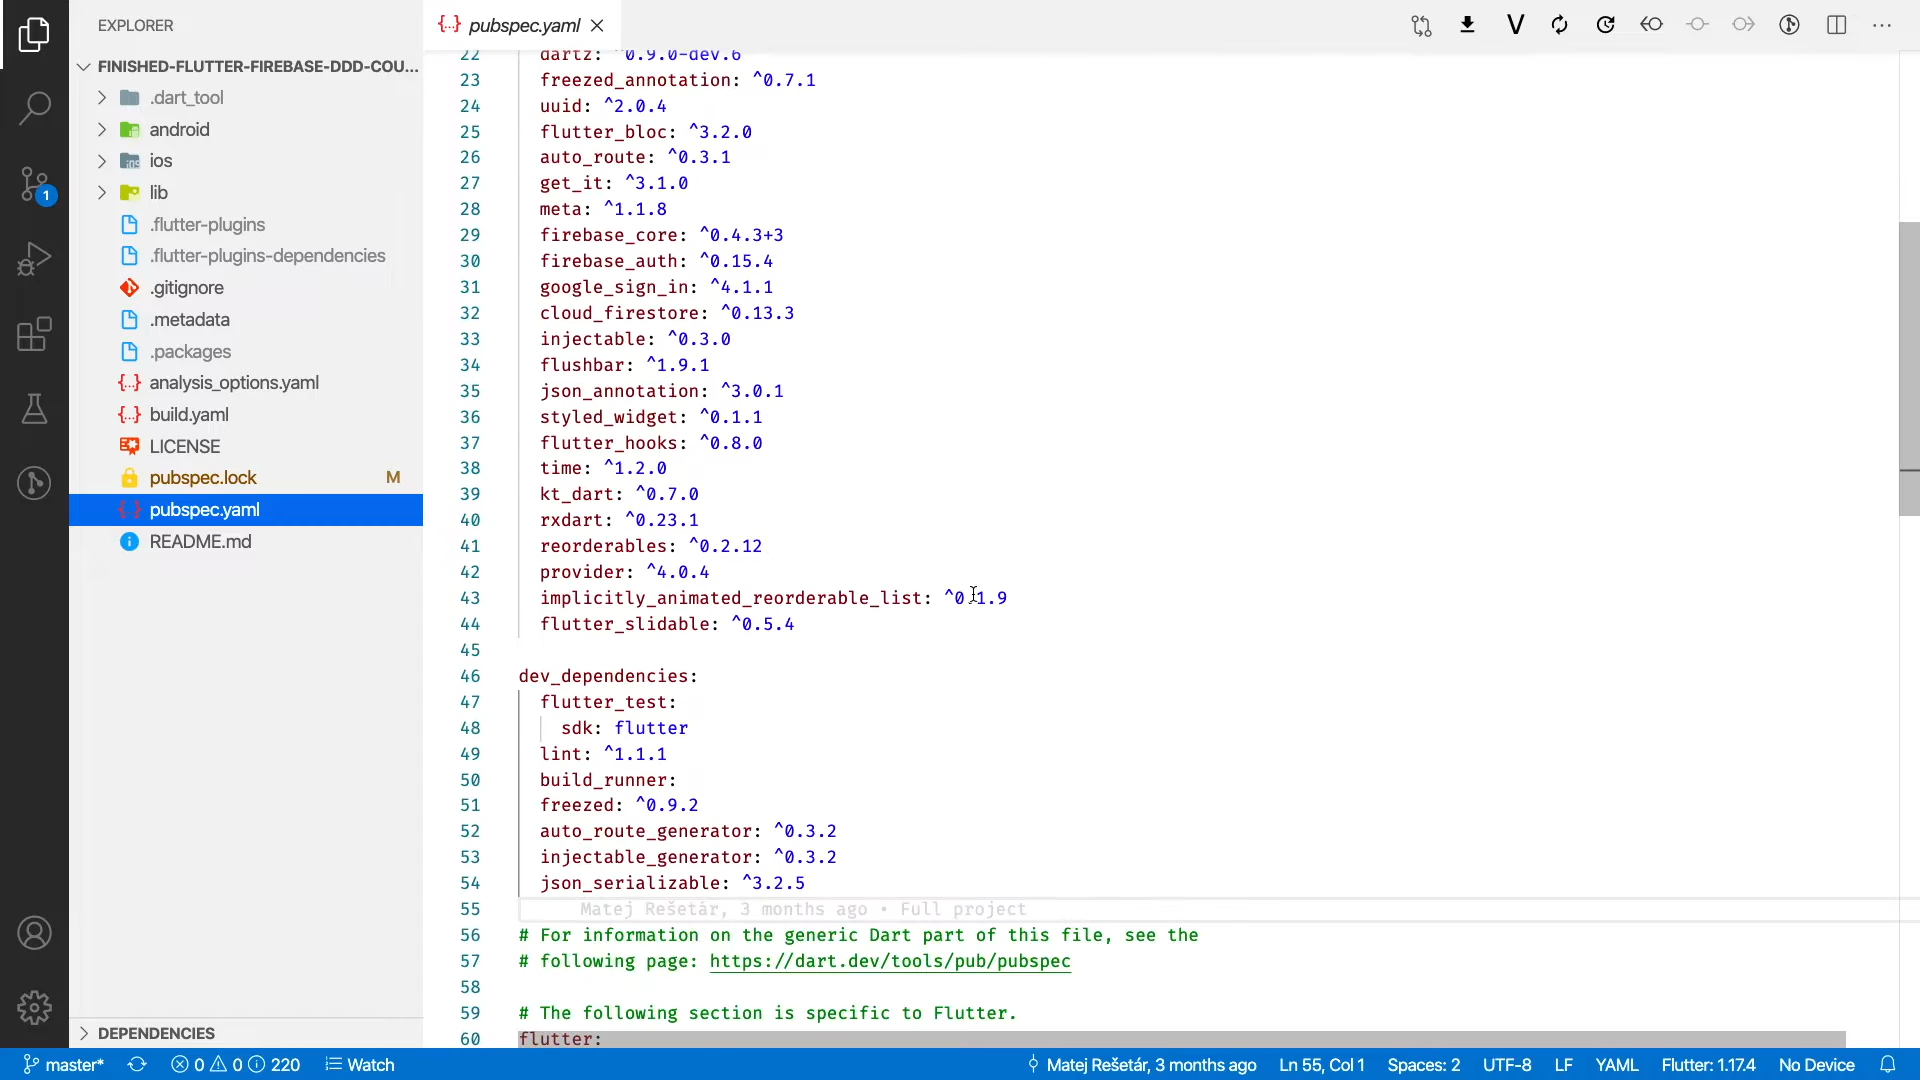 EXPLORER
{..} pubspec.yaml
FINISHED-FLUTTER-FIREBASE-DDD-COU...
.dart_tool
android
ios
lib
.flutter-plugins
.flutter-plugins-dependencies
.gitignore
.metadata
.packages
{..} analysis_options.yaml
{..} build.yaml
LICENSE
pubspec.lock M
{..} pubspec.yaml
README.md
DEPENDENCIES
1
V
22 dartz: ^0.9.0-dev.6
23 freezed_annotation: ^0.7.1
24 uuid: ^2.0.4
25 flutter_bloc: ^3.2.0
26 auto_route: ^0.3.1
27 get_it: ^3.1.0
28 meta: ^1.1.8
29 firebase_core: ^0.4.3+3
30 firebase_auth: ^0.15.4
31 google_sign_in: ^4.1.1
32 cloud_firestore: ^0.13.3
33 injectable: ^0.3.0
34 flushbar: ^1.9.1
35 json_annotation: ^3.0.1
36 styled_widget: ^0.1.1
37 flutter_hooks: ^0.8.0
38 time: ^1.2.0
39 kt_dart: ^0.7.0
40 rxdart: ^0.23.1
41 reorderables: ^0.2.12
42 provider: ^4.0.4
43 implicitly_animated_reorderable_list: ^0.1.9
44 flutter_slidable: ^0.5.4
45
46 dev_dependencies:
47 flutter_test:
48 sdk: flutter
49 lint: ^1.1.1
50 build_runner:
51 freezed: ^0.9.2
52 auto_route_generator: ^0.3.2
53 injectable_generator: ^0.3.2
54 json_serializable: ^3.2.5
55 Matej Rešetár, 3 months ago • Full project
56 # For information on the generic Dart part of this file, see the
57 # following page: https://dart.dev/tools/pub/pubspec
58
59 # The following section is specific to Flutter.
60 flutter:
master* 0 0 220 Watch Matej Rešetár, 3 months ago Ln 55, Col 1 Spaces: 2 UTF-8 LF YAML Flutter: 1.17.4 No Device